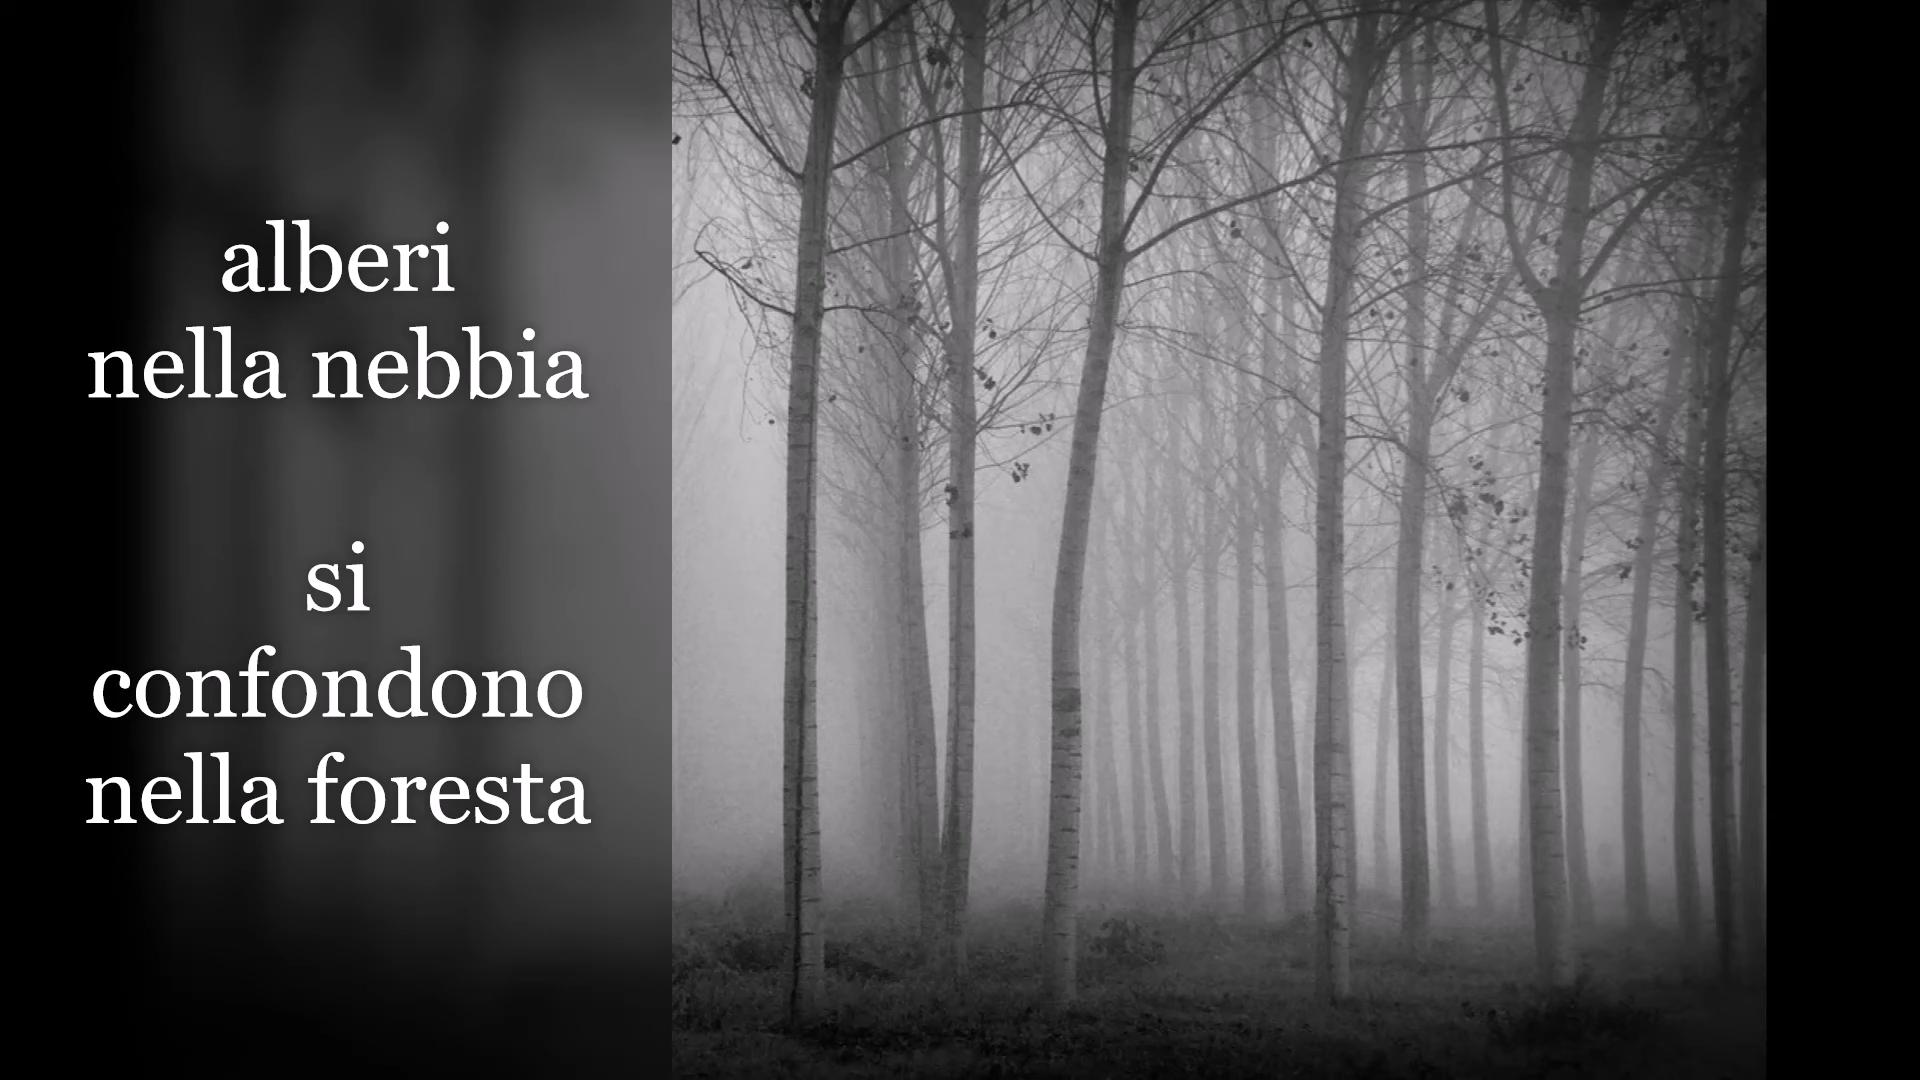 alberi
nella nebbia
si
confondono
nella foresta